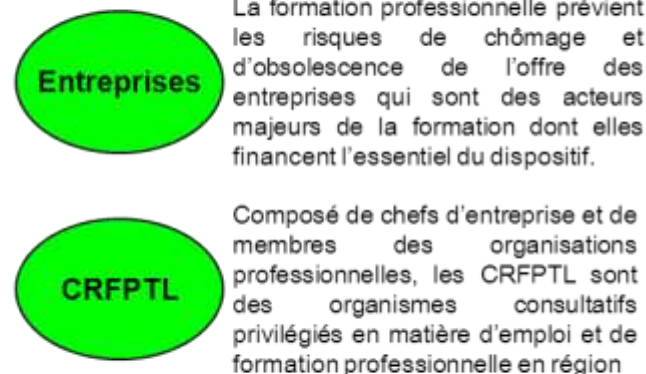 La formation professionnelle prévient
les risques de chômage et
d'obsolescence de l'offre des
entreprises qui sont des acteurs
majeurs de la formation dont elles
financent l'essentiel du dispositif.
Entreprises
Composé de chefs d'entreprise et de
membres des organisations
professionnelles, les CRFPTL sont
des organismes consultatifs
privilégiés en matière d'emploi et de
formation professionnelle en région
CRFPTL